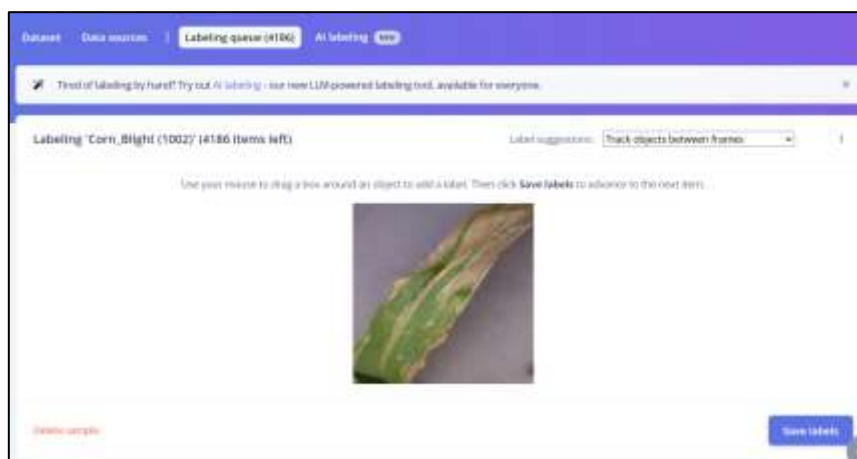 Dataset Data sources | Labeling queue (4186) AI labeling NEW
Tired of labeling by hand? Try out AI labeling - our new LLM-powered labeling tool, available for everyone. ×
Labeling 'Corn_Blight (1002)' (4186 items left) Label suggestions: Track objects between frames
Use your mouse to drag a box around an object to add a label. Then click Save labels to advance to the next item.
Delete sample Save labels